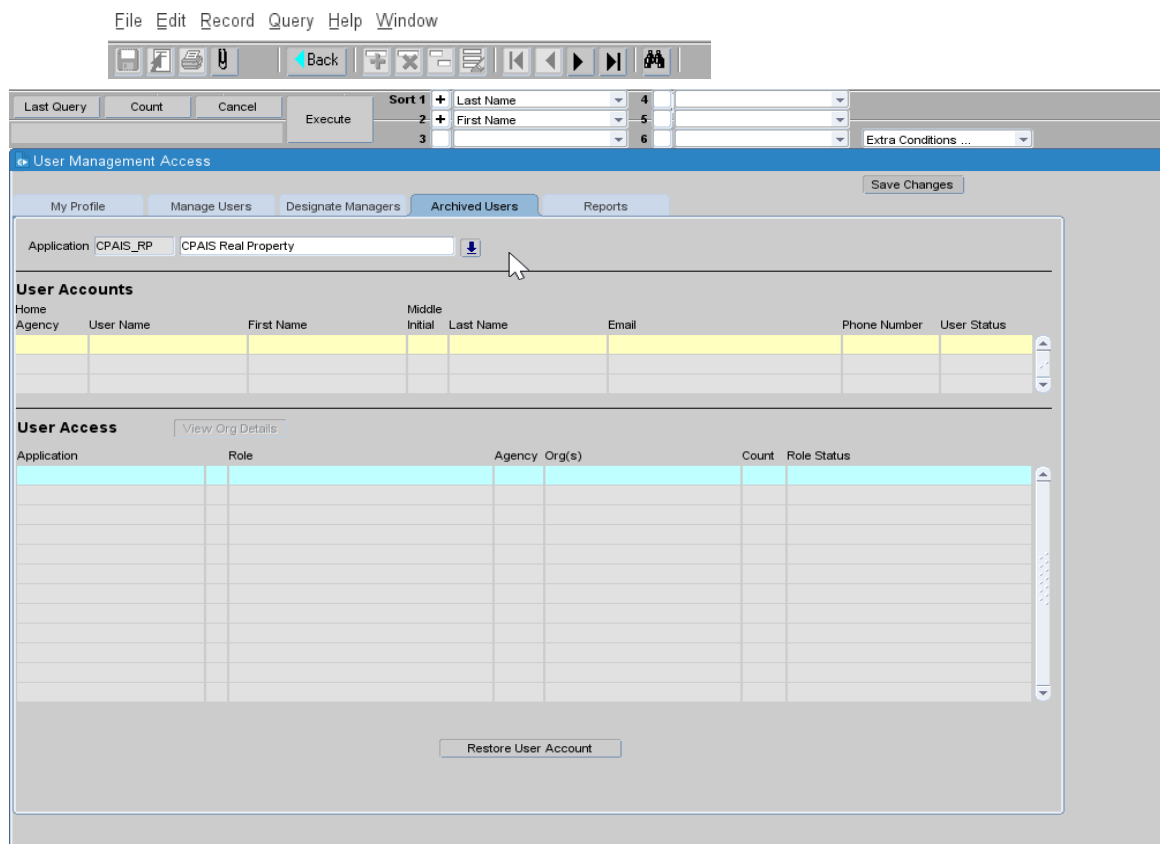 File Edit Record Query Help Window
Back
Last Query Count Cancel Execute
Sort 1 + Last Name 4
2 + First Name 5
3 6 Extra Conditions ...
User Management Access
Save Changes
My Profile Manage Users Designate Managers Archived Users Reports
Application CPAIS_RP CPAIS Real Property
User Accounts
Home Middle
Agency User Name First Name Initial Last Name Email Phone Number User Status
User Access View Org Details
Application Role Agency Org(s) Count Role Status
Restore User Account